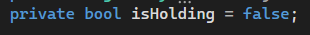 private bool isHolding = false;